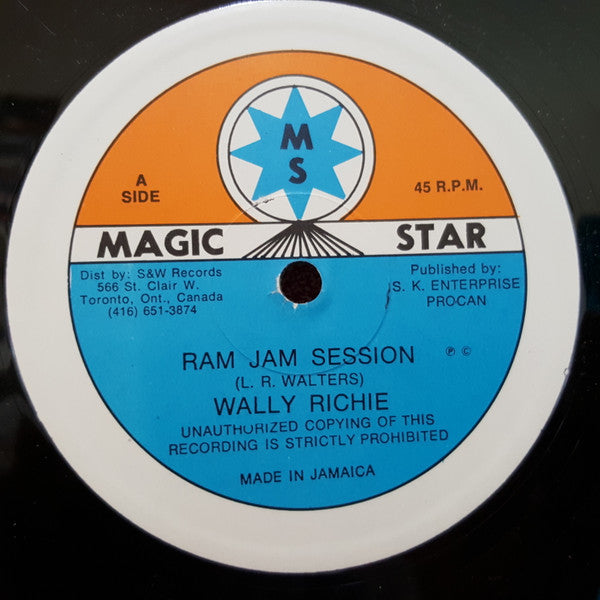 M
S
A
SIDE
45 R.P.M.
MAGIC STAR
Dist by: S&W Records
566 St. Clair W.
Toronto, Ont., Canada
(416) 651-3874
Published by:
S. K. ENTERPRISE
PROCAN
RAM JAM SESSION ℗ ©
(L. R. WALTERS)
WALLY RICHIE
UNAUTHORIZED COPYING OF THIS
RECORDING IS STRICTLY PROHIBITED
MADE IN JAMAICA